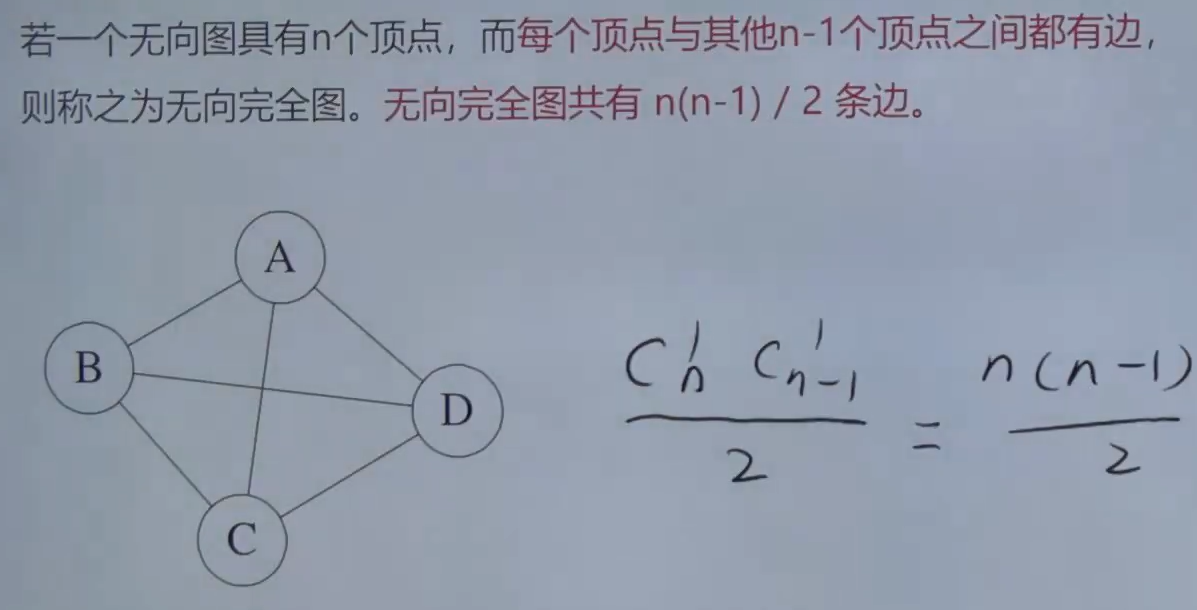 若一个无向图具有n个顶点，而每个顶点与其他n-1个顶点之间都有边，
则称之为无向完全图。无向完全图共有 n(n-1) / 2 条边。
A
B
D
C
C_n^1 C_{n-1}^1 / 2 = n(n-1) / 2